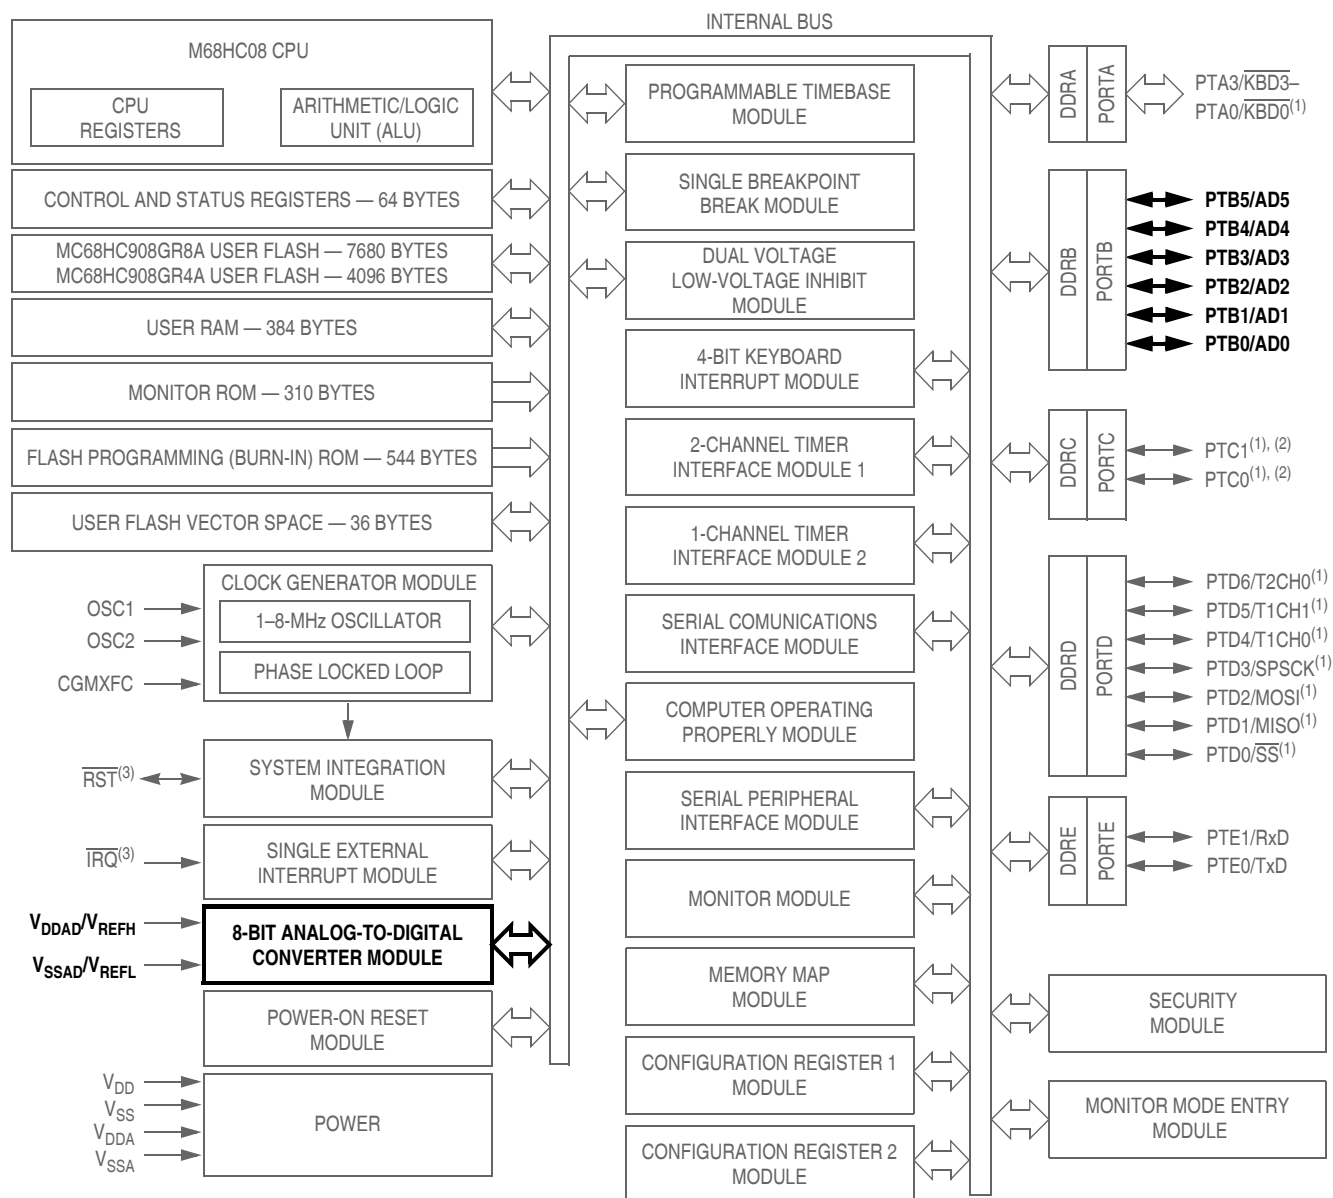 INTERNAL BUS
M68HC08 CPU
CPU
REGISTERS
ARITHMETIC/LOGIC
UNIT (ALU)
CONTROL AND STATUS REGISTERS — 64 BYTES
MC68HC908GR8A USER FLASH — 7680 BYTES
MC68HC908GR4A USER FLASH — 4096 BYTES
USER RAM — 384 BYTES
MONITOR ROM — 310 BYTES
FLASH PROGRAMMING (BURN-IN) ROM — 544 BYTES
USER FLASH VECTOR SPACE — 36 BYTES
CLOCK GENERATOR MODULE
1–8-MHz OSCILLATOR
PHASE LOCKED LOOP
OSC1
OSC2
CGMXFC
SYSTEM INTEGRATION
MODULE
RST(3)
SINGLE EXTERNAL
INTERRUPT MODULE
IRQ(3)
8-BIT ANALOG-TO-DIGITAL
CONVERTER MODULE
VDDAD/VREFH
VSSAD/VREFL
POWER-ON RESET
MODULE
POWER
VDD
VSS
VDDA
VSSA
PROGRAMMABLE TIMEBASE
MODULE
SINGLE BREAKPOINT
BREAK MODULE
DUAL VOLTAGE
LOW-VOLTAGE INHIBIT
MODULE
4-BIT KEYBOARD
INTERRUPT MODULE
2-CHANNEL TIMER
INTERFACE MODULE 1
1-CHANNEL TIMER
INTERFACE MODULE 2
SERIAL COMUNICATIONS
INTERFACE MODULE
COMPUTER OPERATING
PROPERLY MODULE
SERIAL PERIPHERAL
INTERFACE MODULE
MONITOR MODULE
MEMORY MAP
MODULE
CONFIGURATION REGISTER 1
MODULE
CONFIGURATION REGISTER 2
MODULE
DDRA
PORTA
PTA3/KBD3–
PTA0/KBD0(1)
DDRB
PORTB
PTB5/AD5
PTB4/AD4
PTB3/AD3
PTB2/AD2
PTB1/AD1
PTB0/AD0
DDRC
PORTC
PTC1(1), (2)
PTC0(1), (2)
DDRD
PORTD
PTD6/T2CH0(1)
PTD5/T1CH1(1)
PTD4/T1CH0(1)
PTD3/SPSCK(1)
PTD2/MOSI(1)
PTD1/MISO(1)
PTD0/SS(1)
DDRE
PORTE
PTE1/RxD
PTE0/TxD
SECURITY
MODULE
MONITOR MODE ENTRY
MODULE